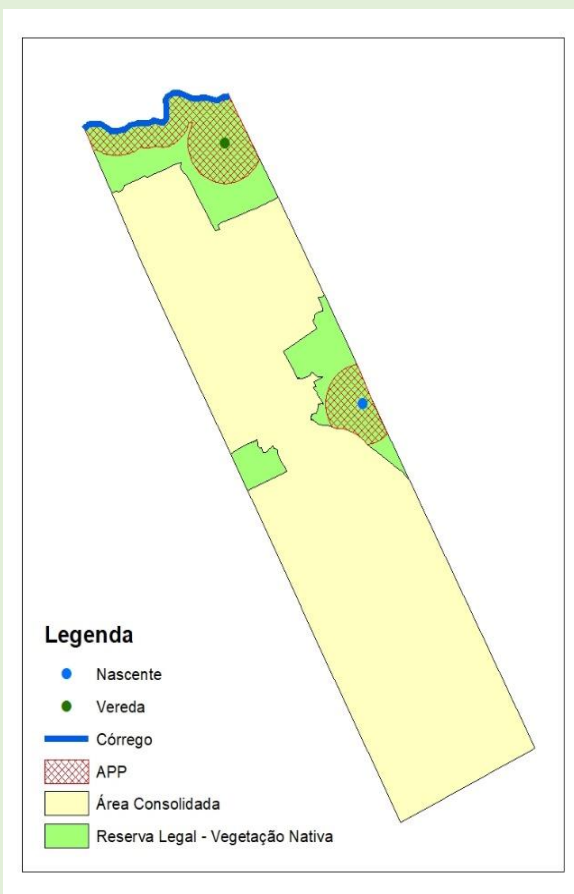 Legenda
Nascente
Vereda
Córrego
APP
Área Consolidada
Reserva Legal - Vegetação Nativa